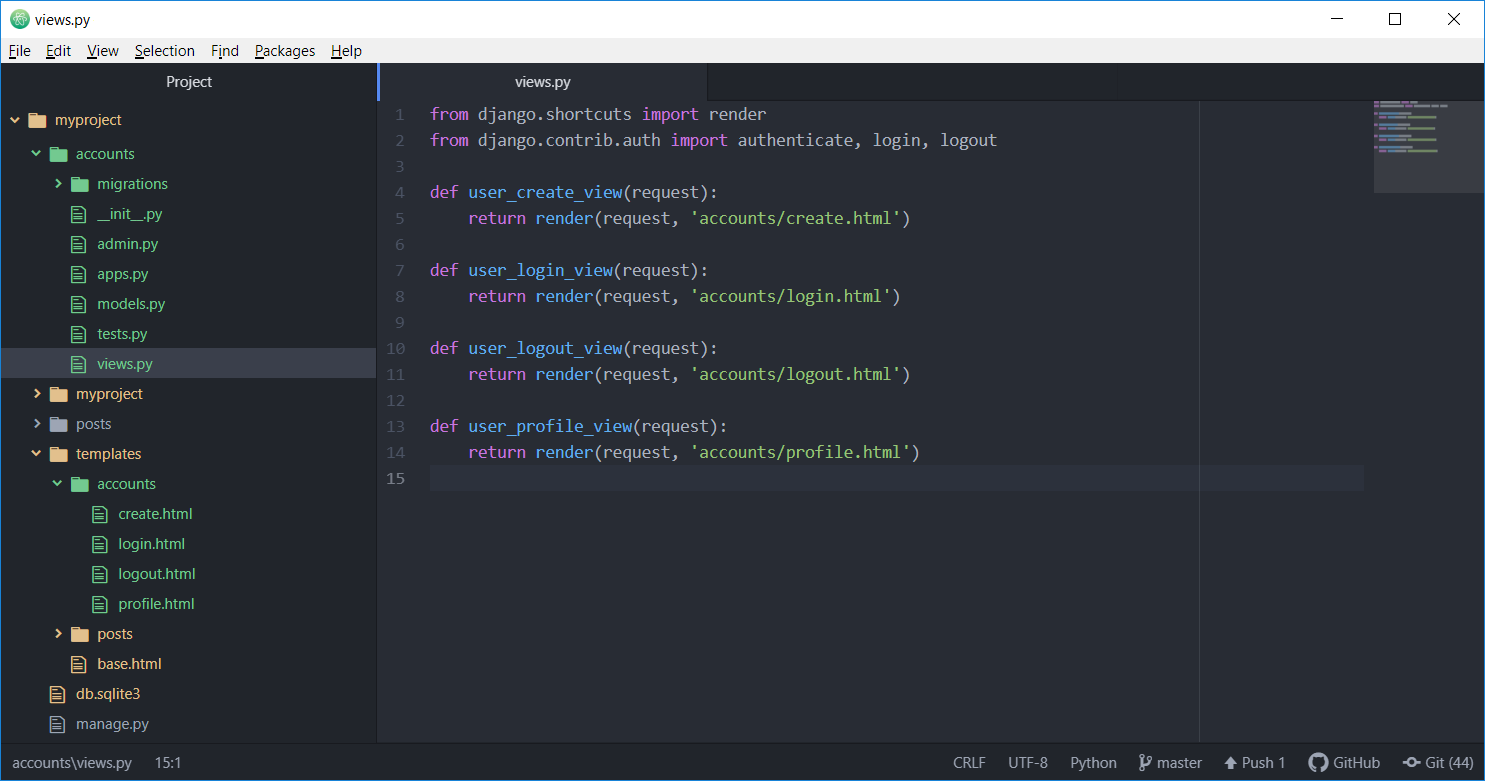 views.py
File Edit View Selection Find Packages Help
Project
myproject
accounts
migrations
__init__.py
admin.py
apps.py
models.py
tests.py
views.py
myproject
posts
templates
accounts
create.html
login.html
logout.html
profile.html
posts
base.html
db.sqlite3
manage.py
views.py
1 from django.shortcuts import render
2 from django.contrib.auth import authenticate, login, logout
3
4 def user_create_view(request):
5     return render(request, 'accounts/create.html')
6
7 def user_login_view(request):
8     return render(request, 'accounts/login.html')
9
10 def user_logout_view(request):
11     return render(request, 'accounts/logout.html')
12
13 def user_profile_view(request):
14     return render(request, 'accounts/profile.html')
15
accounts\views.py 15:1 CRLF UTF-8 Python master Push 1 GitHub Git (44)